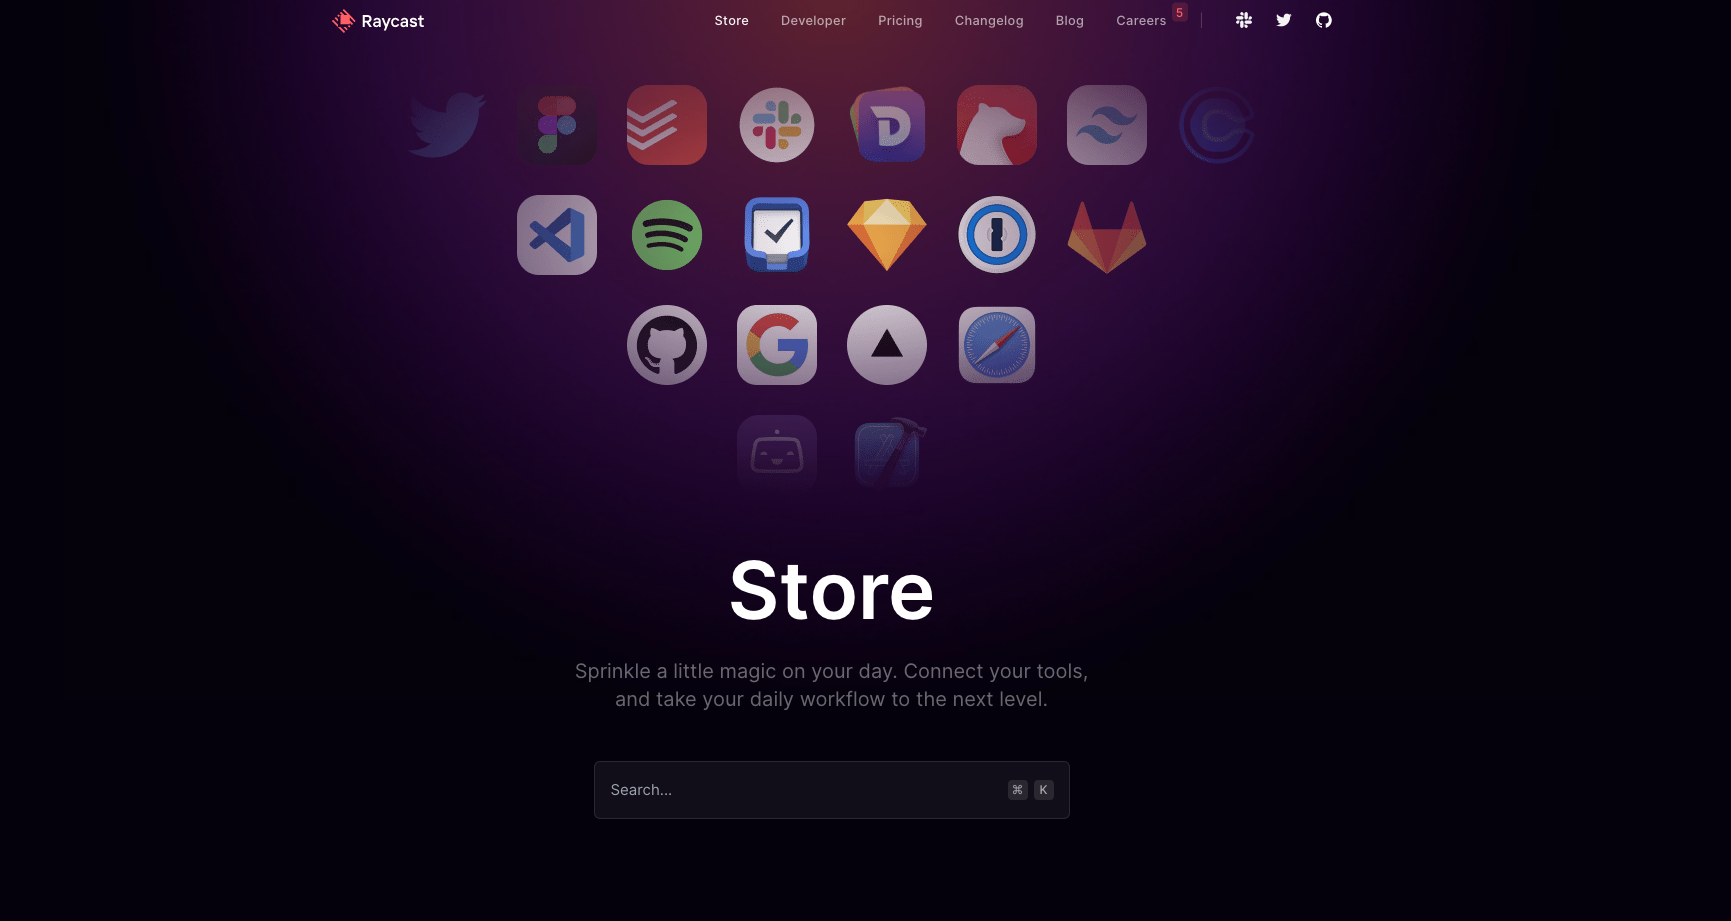 Raycast
Store Developer Pricing Changelog Blog Careers 5
Store
Sprinkle a little magic on your day. Connect your tools,
and take your daily workflow to the next level.
Search... ⌘ K